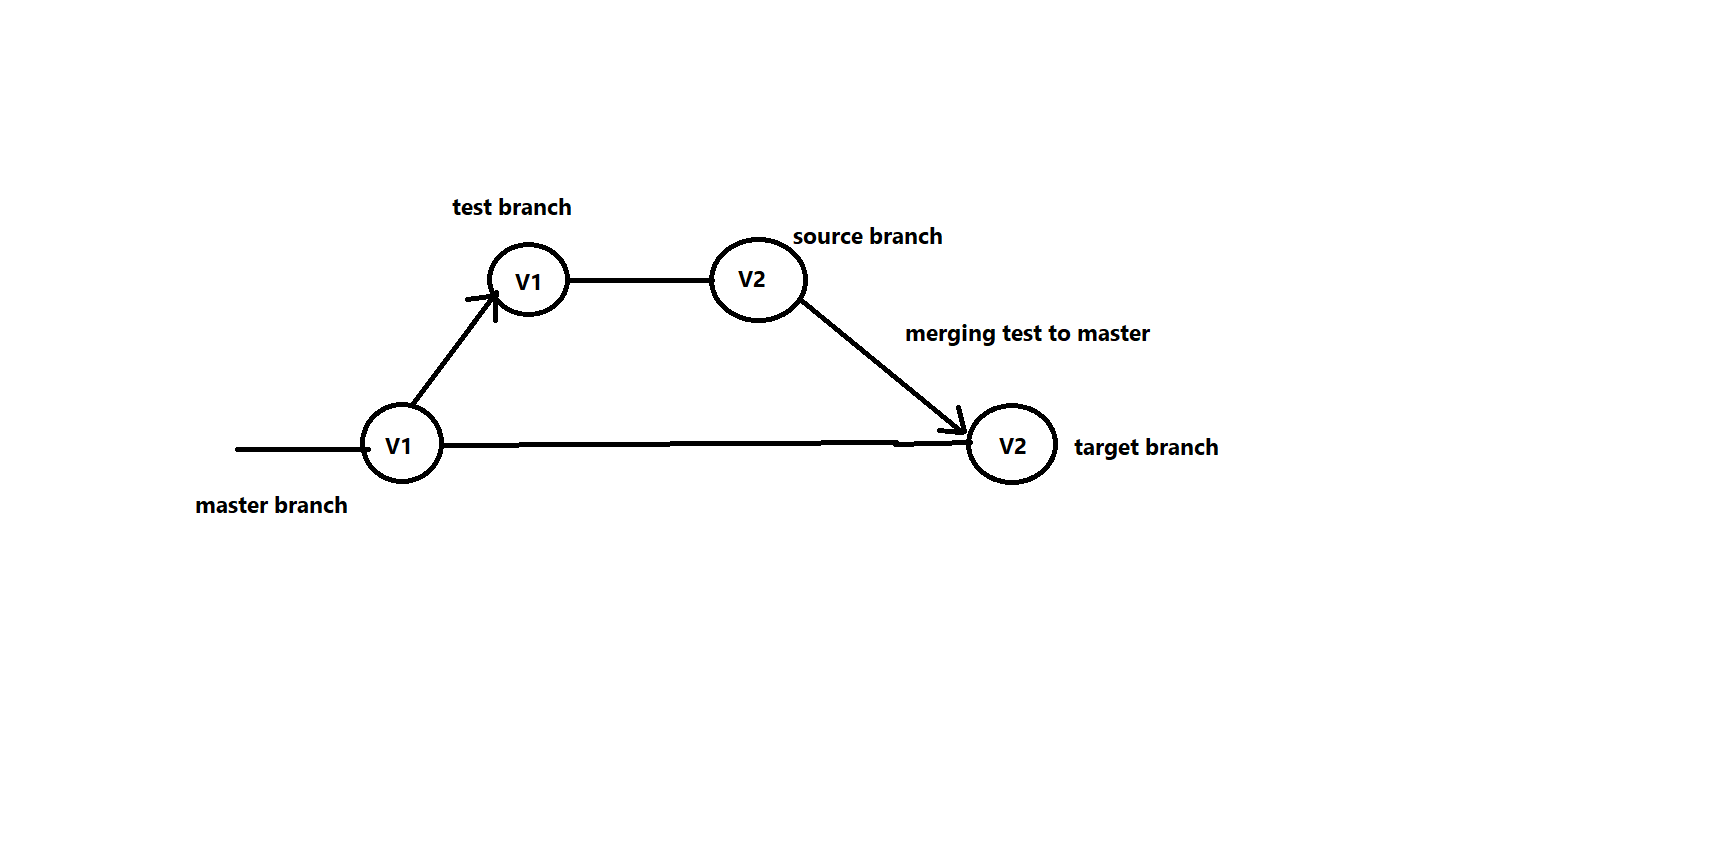 test branch
source branch
V1
V2
merging test to master
V1
V2
target branch
master branch